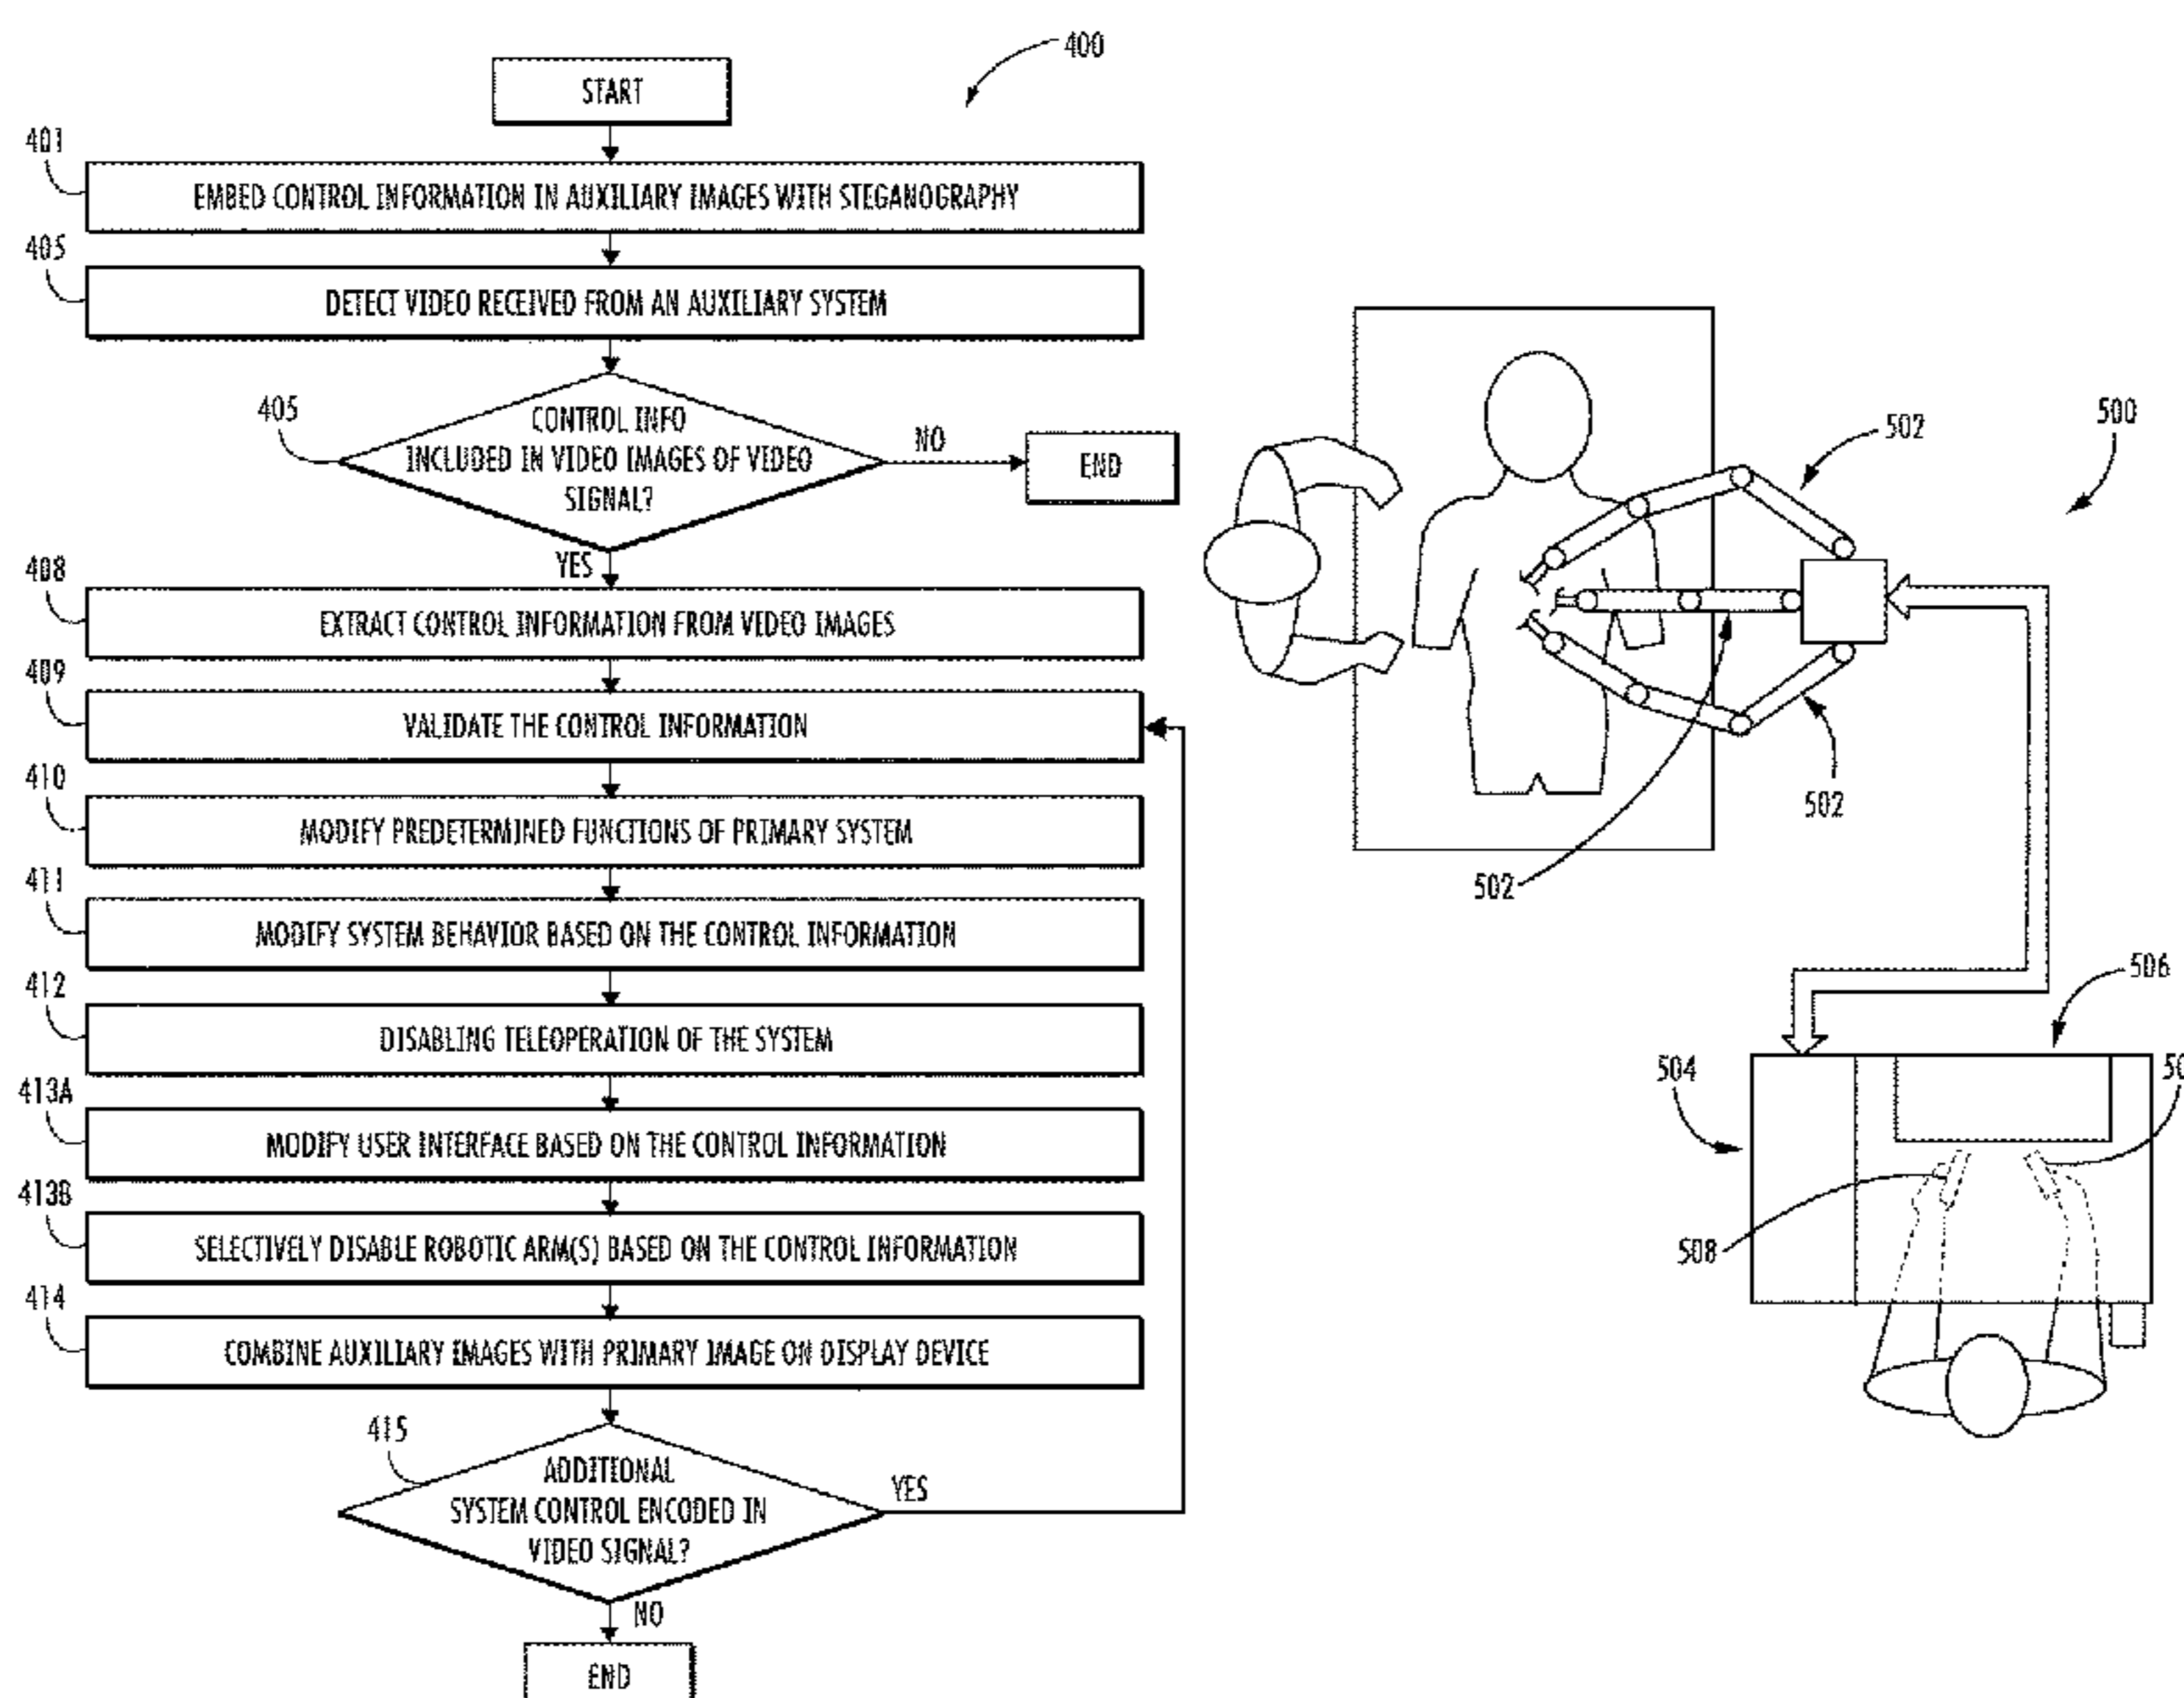 400
START
401
EMBED CONTROL INFORMATION IN AUXILIARY IMAGES WITH STEGANOGRAPHY
405
DETECT VIDEO RECEIVED FROM AN AUXILIARY SYSTEM
405
CONTROL INFO
INCLUDED IN VIDEO IMAGES OF VIDEO
SIGNAL?
NO
END
YES
408
EXTRACT CONTROL INFORMATION FROM VIDEO IMAGES
409
VALIDATE THE CONTROL INFORMATION
410
MODIFY PREDETERMINED FUNCTIONS OF PRIMARY SYSTEM
411
MODIFY SYSTEM BEHAVIOR BASED ON THE CONTROL INFORMATION
412
DISABLING TELEOPERATION OF THE SYSTEM
413A
MODIFY USER INTERFACE BASED ON THE CONTROL INFORMATION
413B
SELECTIVELY DISABLE ROBOTIC ARM(S) BASED ON THE CONTROL INFORMATION
414
COMBINE AUXILIARY IMAGES WITH PRIMARY IMAGE ON DISPLAY DEVICE
415
ADDITIONAL
SYSTEM CONTROL ENCODED IN
VIDEO SIGNAL?
YES
NO
END
500
502
502
502
506
504
508